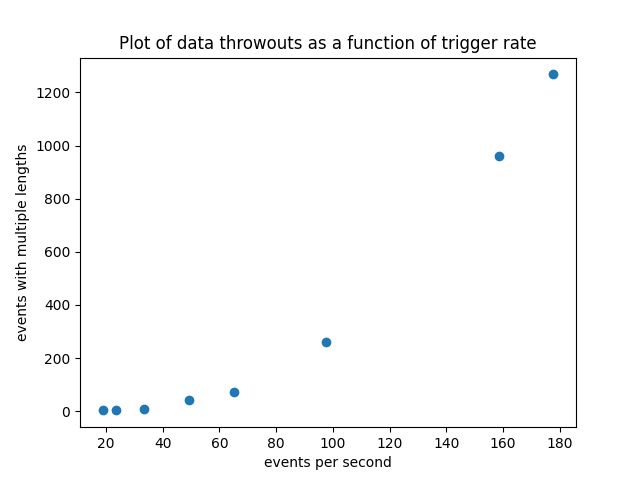 Plot of data throwouts as a function of trigger rate
1200
1000
800
600
400
200
0
events with multiple lengths
20 40 60 80 100 120 140 160 180
events per second